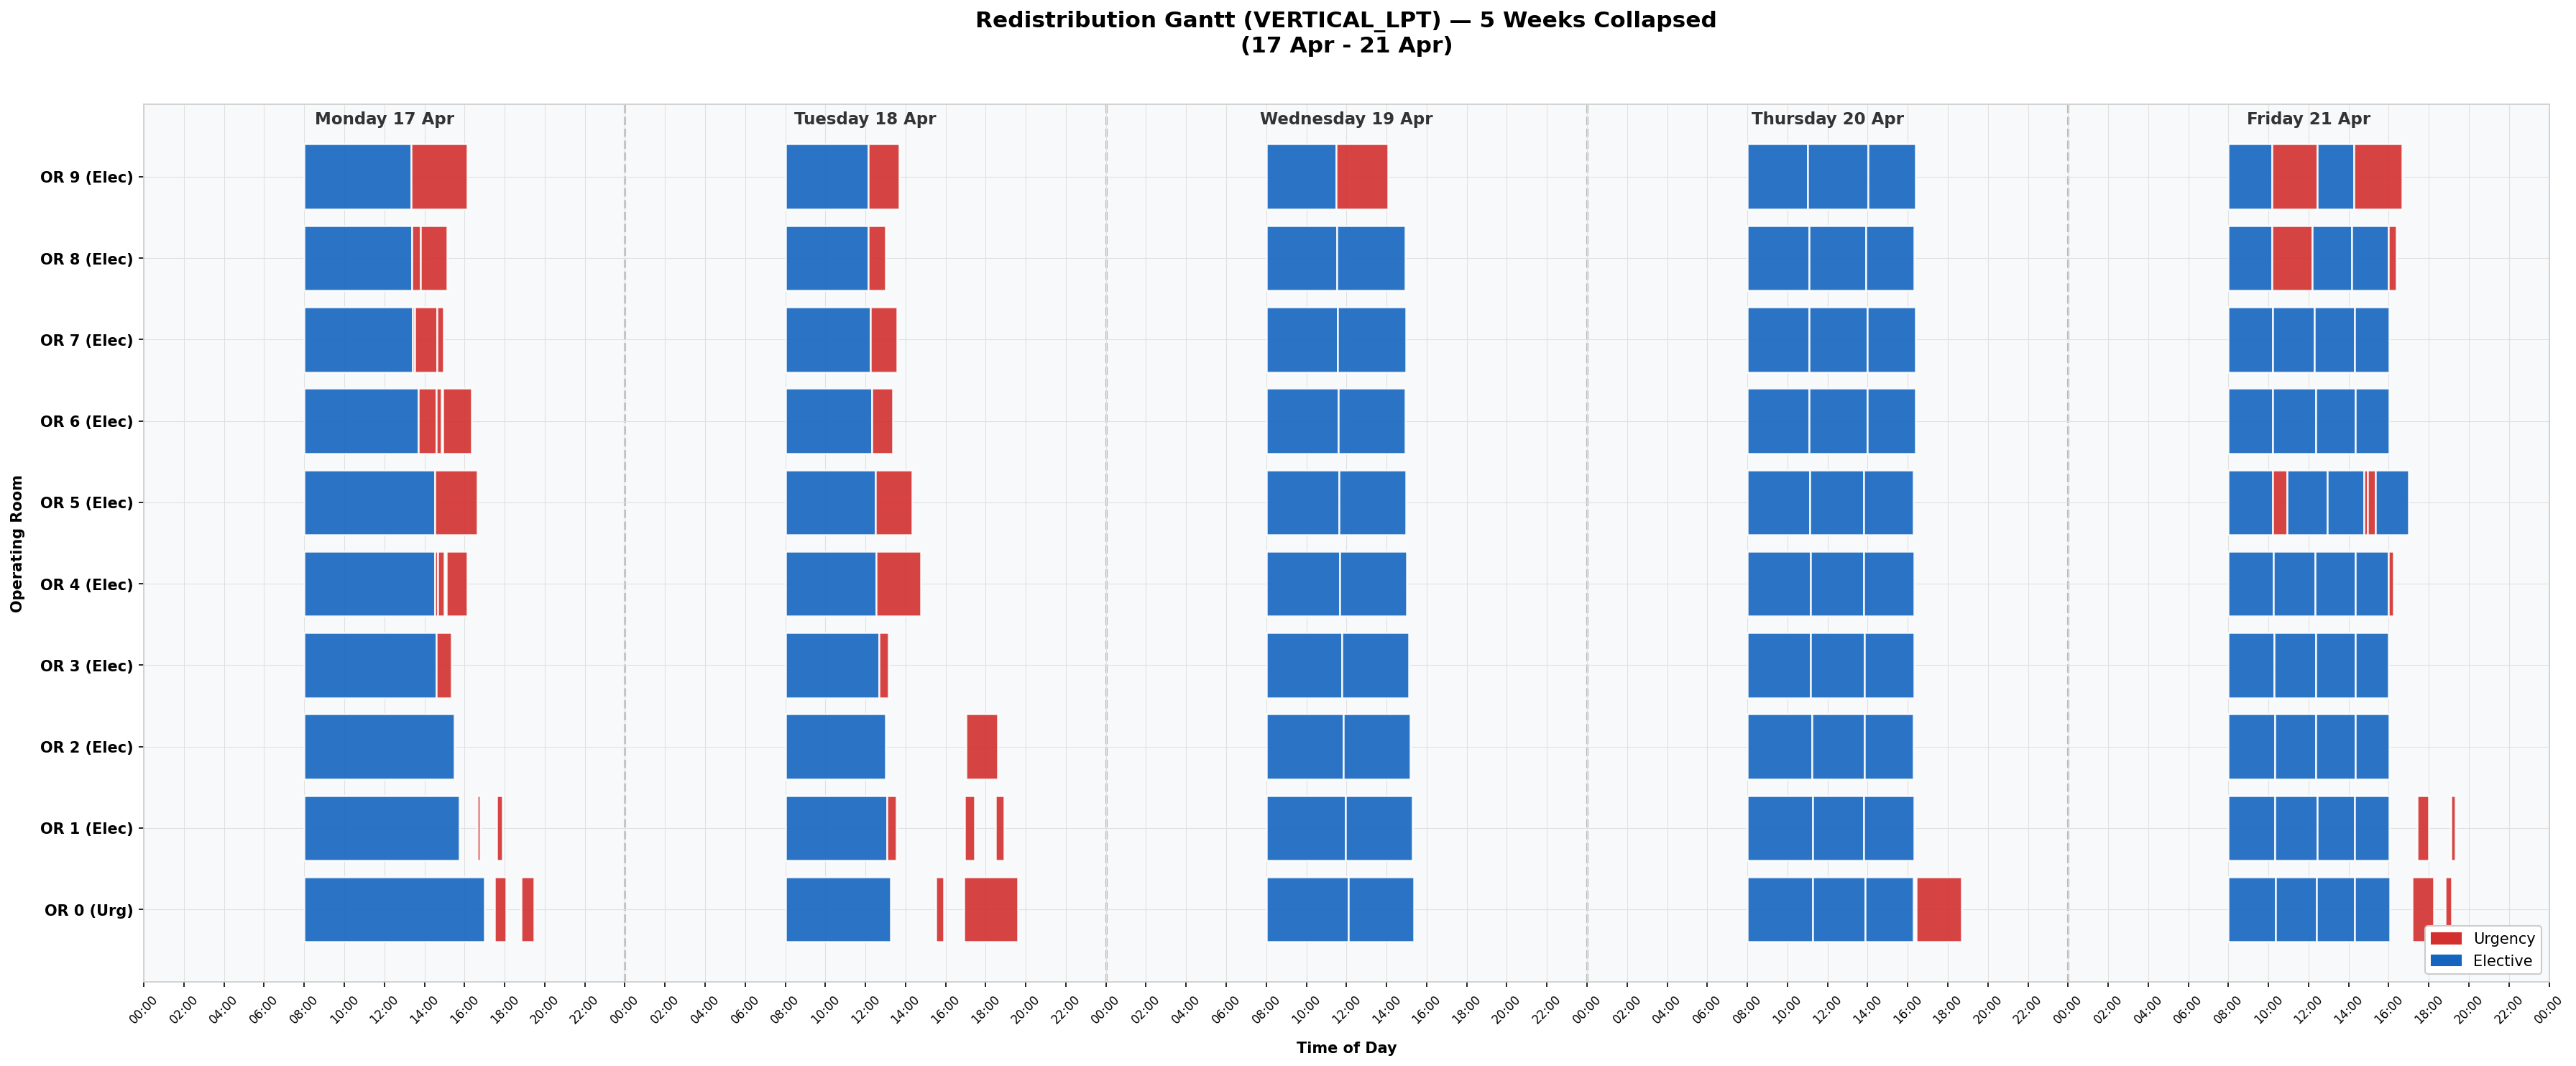 Redistribution Gantt (VERTICAL_LPT) — 5 Weeks Collapsed
(17 Apr - 21 Apr)
Monday 17 Apr
Tuesday 18 Apr
Wednesday 19 Apr
Thursday 20 Apr
Friday 21 Apr
Operating Room
OR 9 (Elec)
OR 8 (Elec)
OR 7 (Elec)
OR 6 (Elec)
OR 5 (Elec)
OR 4 (Elec)
OR 3 (Elec)
OR 2 (Elec)
OR 1 (Elec)
OR 0 (Urg)
Urgency
Elective
00:00 02:00 04:00 06:00 08:00 10:00 12:00 14:00 16:00 18:00 20:00 22:00 00:00 02:00 04:00 06:00 08:00 10:00 12:00 14:00 16:00 18:00 20:00 22:00 00:00 02:00 04:00 06:00 08:00 10:00 12:00 14:00 16:00 18:00 20:00 22:00 00:00 02:00 04:00 06:00 08:00 10:00 12:00 14:00 16:00 18:00 20:00 22:00 00:00 02:00 04:00 06:00 08:00 10:00 12:00 14:00 16:00 18:00 20:00 22:00 00:00
Time of Day